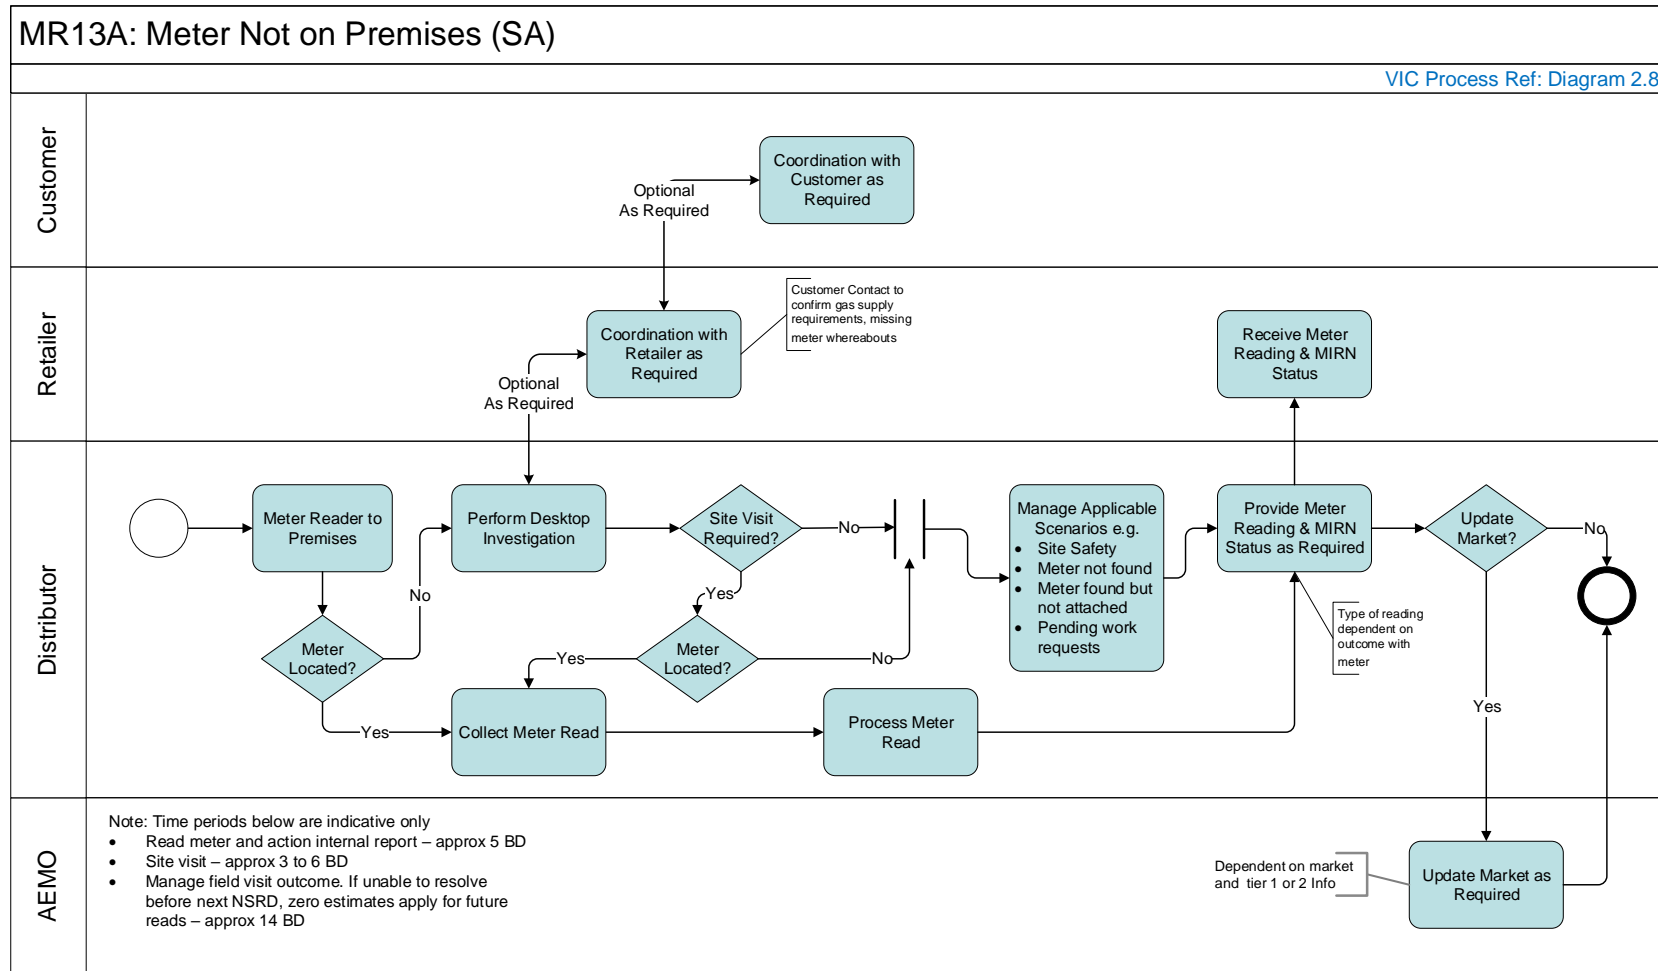 MR13A: Meter Not on Premises (SA)
VIC Process Ref: Diagram 2.8
Customer
Coordination with
Customer as
Required
Optional
As Required
Retailer
Customer Contact to
confirm gas supply
requirements, missing
meter whereabouts
Coordination with
Retailer as
Required
Optional
As Required
Receive Meter
Reading & MIRN
Status
Distributor
Meter Reader to
Premises
Perform Desktop
Investigation
Site Visit
Required?
No
Manage Applicable
Scenarios e.g.
• Site Safety
• Meter not found
• Meter found but
not attached
• Pending work
requests
Provide Meter
Reading & MIRN
Status as Required
Update
Market?
No
No
Yes
Meter
Located?
Yes
Meter
Located?
No
Type of reading
dependent on
outcome with
meter
Yes
Yes
Collect Meter Read
Process Meter
Read
AEMO
Note: Time periods below are indicative only
• Read meter and action internal report – approx 5 BD
• Site visit – approx 3 to 6 BD
• Manage field visit outcome. If unable to resolve
before next NSRD, zero estimates apply for future
reads – approx 14 BD
Dependent on market
and tier 1 or 2 Info
Update Market as
Required